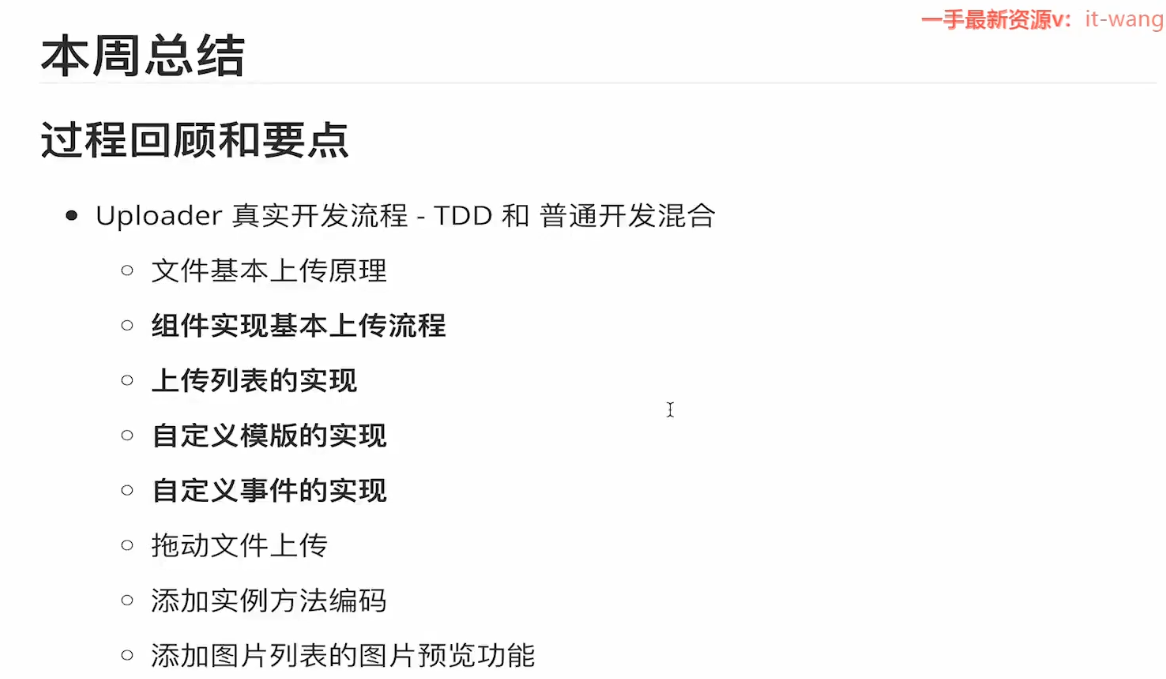 一手最新资源v：it-wang
本周总结
过程回顾和要点
Uploader 真实开发流程 - TDD 和 普通开发混合
文件基本上传原理
组件实现基本上传流程
上传列表的实现
自定义模版的实现
自定义事件的实现
拖动文件上传
添加实例方法编码
添加图片列表的图片预览功能